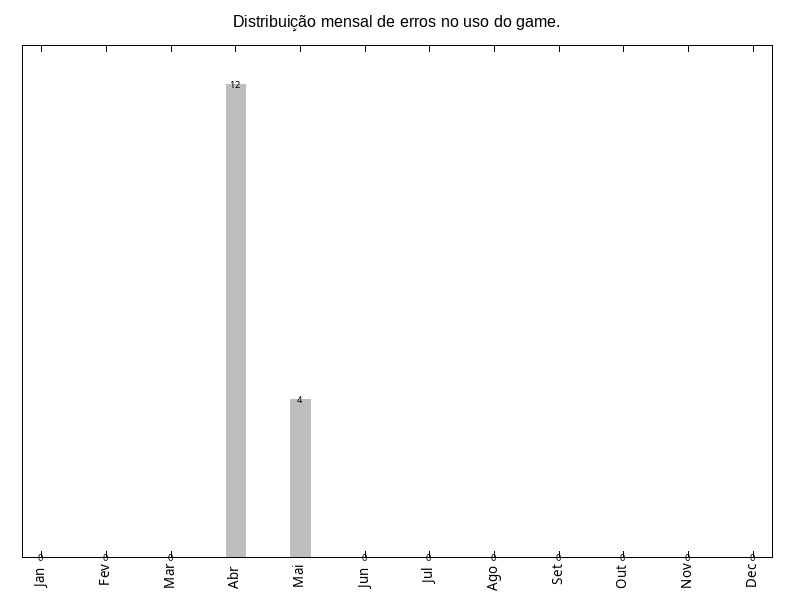 Distribuição mensal de erros no uso do game.
12
4
0 0 0 0 0 0 0 0 0 0
Jan Fev Mar Abr Mai Jun Jul Ago Set Out Nov Dec